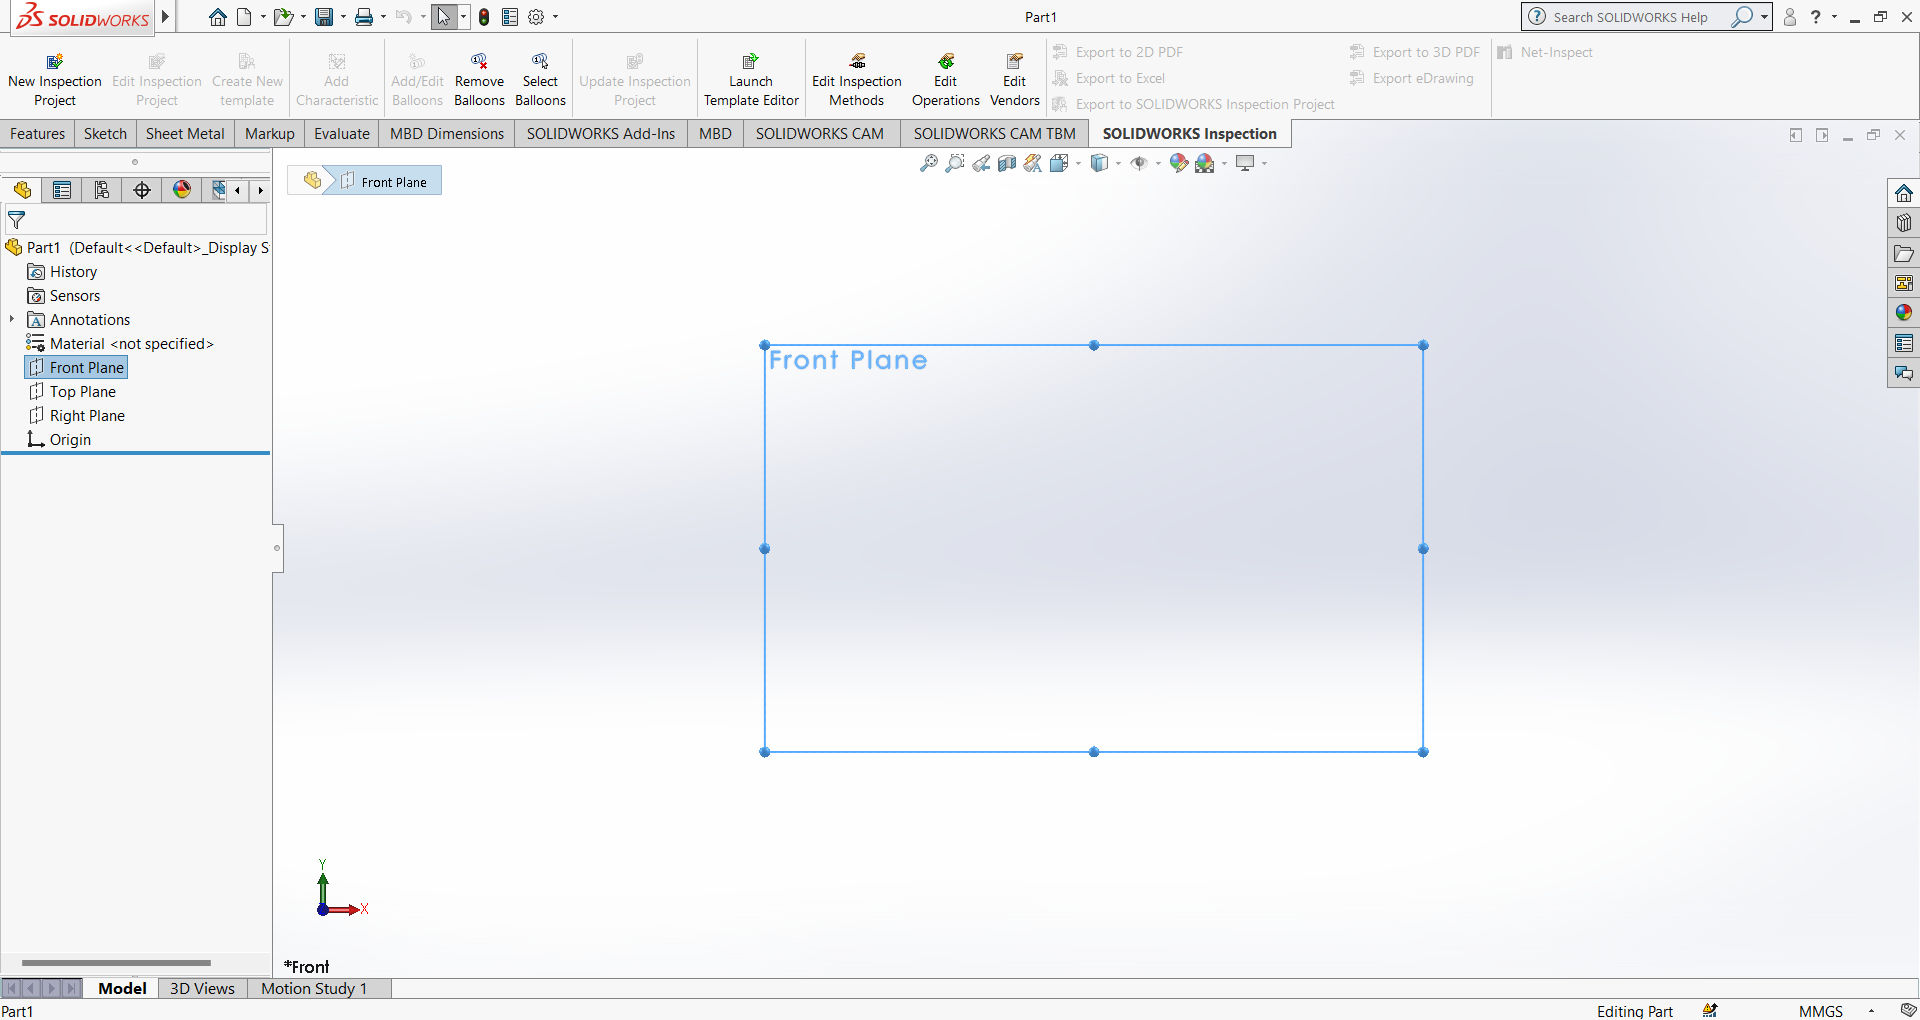 SOLIDWORKS
Part1
Search SOLIDWORKS Help
?
New Inspection
Project
Edit Inspection
Project
Create New
template
Add
Characteristic
Add/Edit
Balloons
Remove
Balloons
Select
Balloons
Update Inspection
Project
Launch
Template Editor
Edit Inspection
Methods
Edit
Operations
Edit
Vendors
Export to 2D PDF
Export to Excel
Export to SOLIDWORKS Inspection Project
Export to 3D PDF
Export eDrawing
Net-Inspect
Features
Sketch
Sheet Metal
Markup
Evaluate
MBD Dimensions
SOLIDWORKS Add-Ins
MBD
SOLIDWORKS CAM
SOLIDWORKS CAM TBM
SOLIDWORKS Inspection
Front Plane
Part1 (Default<<Default>_Display S
History
Sensors
Annotations
Material <not specified>
Front Plane
Top Plane
Right Plane
Origin
Front Plane
Y
X
*Front
Model
3D Views
Motion Study 1
Part1
Editing Part
MMGS